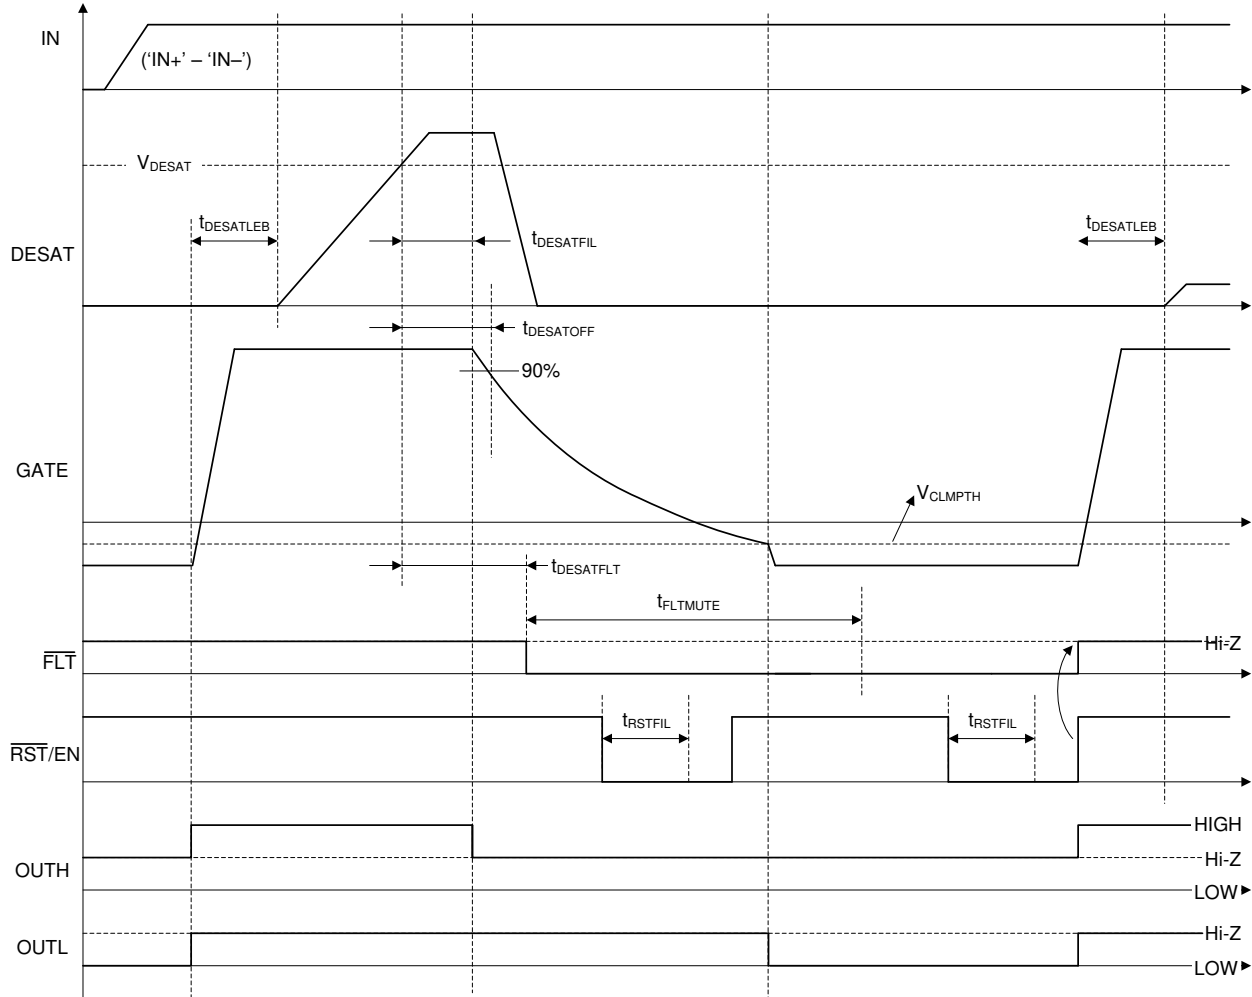 IN
(‘IN+’ – ‘IN–’)
VDESAT
tDESATLEB
tDESATLEB
tDESATFIL
DESAT
tDESATOFF
90%
GATE
VCLMPTH
tDESATFLT
tFLTMUTE
Hi-Z
FLT
tRSTFIL
tRSTFIL
RST/EN
HIGH
Hi-Z
OUTH
LOW
Hi-Z
OUTL
LOW